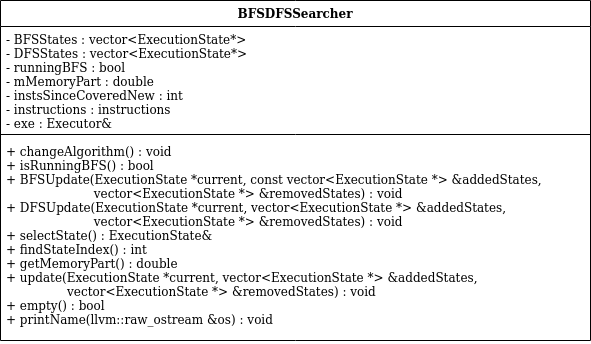 BFSDFSSearcher
- BFSStates : vector<ExecutionState*>
- DFSStates : vector<ExecutionState*>
- runningBFS : bool
- mMemoryPart : double
- instsSinceCoveredNew : int
- instructions : instructions
- exe : Executor&
+ changeAlgorithm() : void
+ isRunningBFS() : bool
+ BFSUpdate(ExecutionState *current, const vector<ExecutionState *> &addedStates,
vector<ExecutionState *> &removedStates) : void
+ DFSUpdate(ExecutionState *current, vector<ExecutionState *> &addedStates,
vector<ExecutionState *> &removedStates) : void
+ selectState() : ExecutionState&
+ findStateIndex() : int
+ getMemoryPart() : double
+ update(ExecutionState *current, vector<ExecutionState *> &addedStates,
vector<ExecutionState *> &removedStates) : void
+ empty() : bool
+ printName(llvm::raw_ostream &os) : void